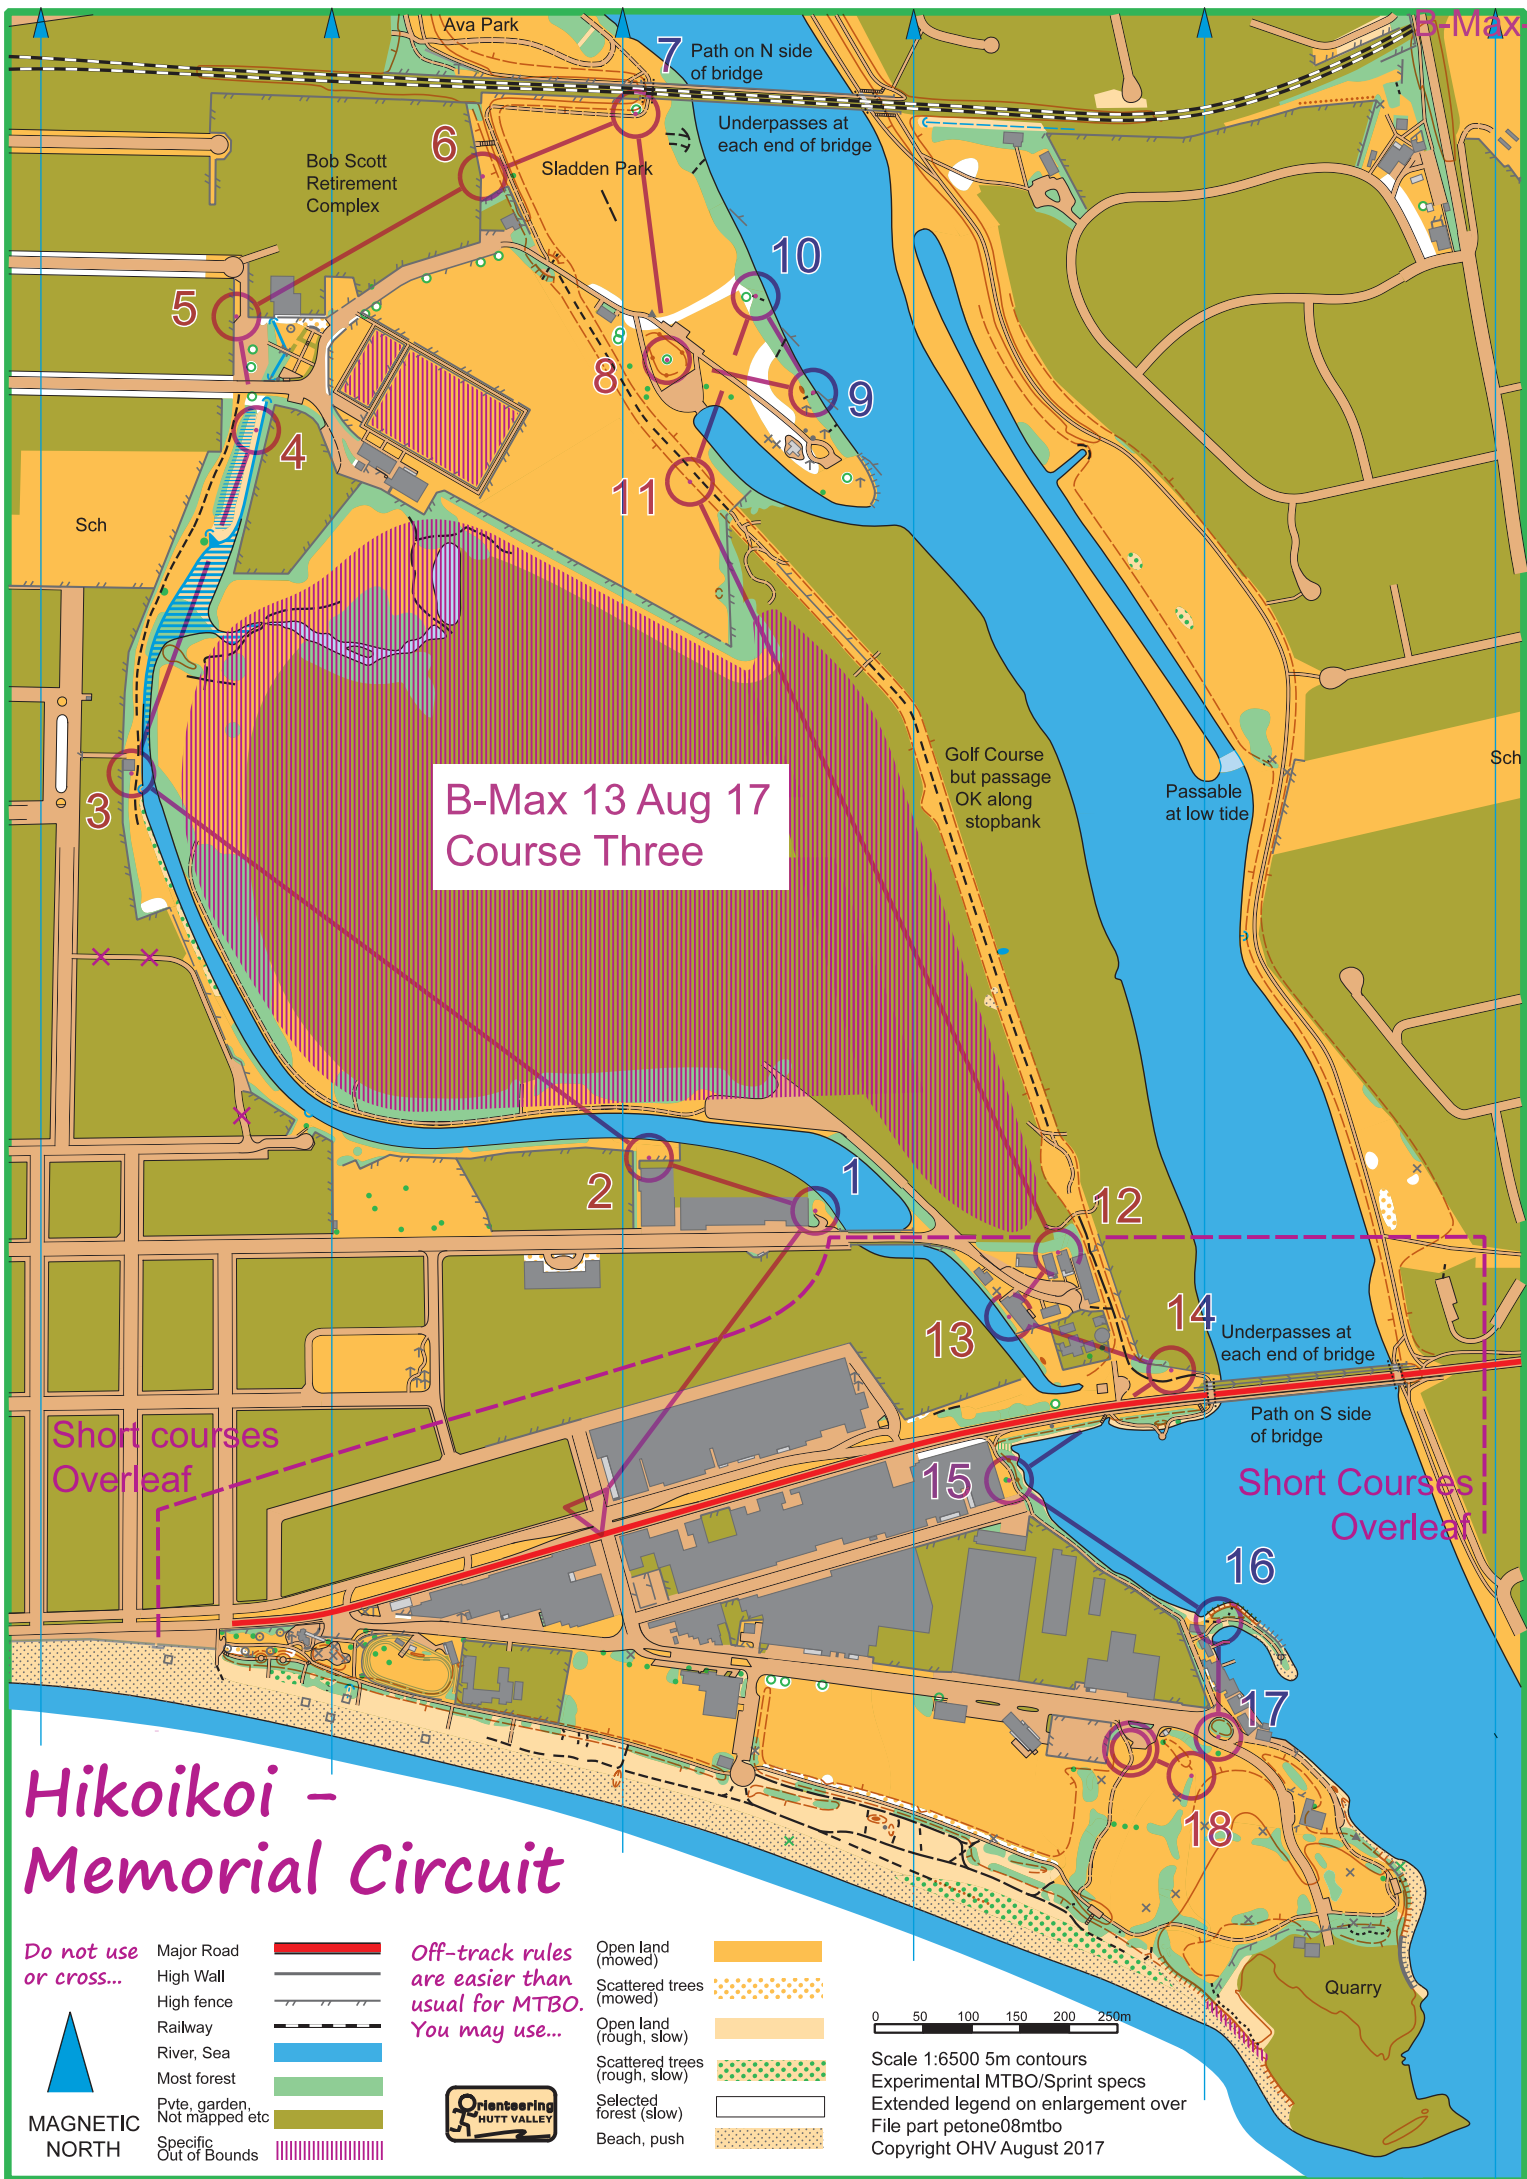 B-Max
Ava Park
7
Path on N side
of bridge
Underpasses at
each end of bridge
6
Bob Scott
Retirement
Complex
Sladden Park
10
5
8
9
4
11
Sch
Golf Course
but passage
OK along
stopbank
Sch
Passable
at low tide
3
B-Max 13 Aug 17
Course Three
2
1
12
13
14
Underpasses at
each end of bridge
Path on S side
of bridge
Short courses
Overleaf
15
Short Courses
Overleaf
16
17
18
Hikoikoi -
Memorial Circuit
Quarry
Do not use
or cross...
MAGNETIC
NORTH
Major Road
High Wall
High fence
Railway
River, Sea
Most forest
Pvte, garden,
Not mapped etc
Specific
Out of Bounds
Off-track rules
are easier than
usual for MTBO.
You may use...
Orienteering
HUTT VALLEY
Open land
(mowed)
Scattered trees
(mowed)
Open land
(rough, slow)
Scattered trees
(rough, slow)
Selected
forest (slow)
Beach, push
0 50 100 150 200 250m
Scale 1:6500 5m contours
Experimental MTBO/Sprint specs
Extended legend on enlargement over
File part petone08mtbo
Copyright OHV August 2017